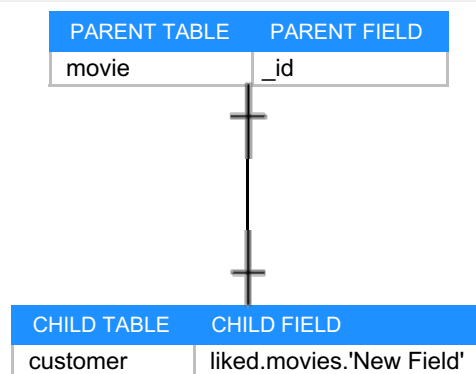 PARENT TABLE PARENT FIELD
movie _id
CHILD TABLE CHILD FIELD
customer liked.movies.'New Field'